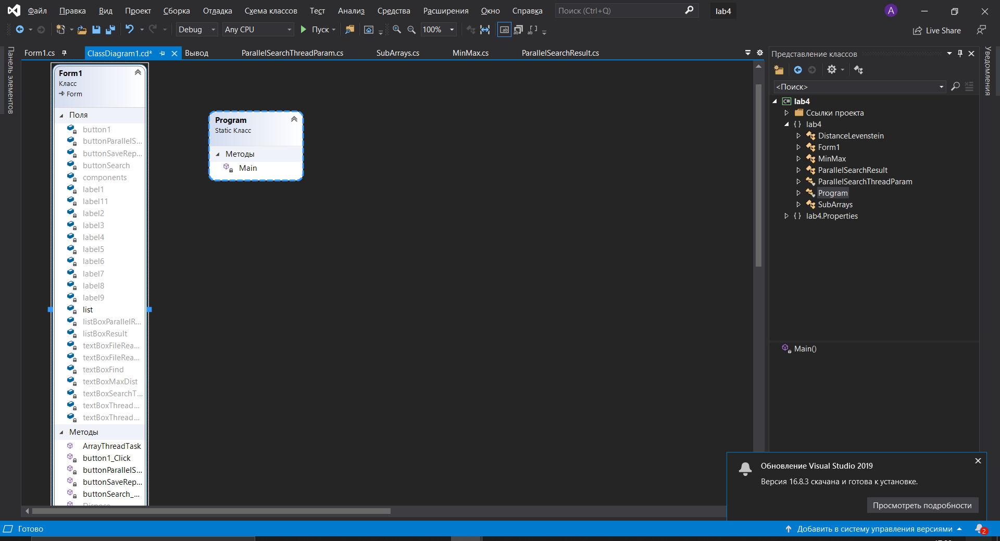 Файл Правка Вид Проект Сборка Отладка Схема классов Тест Анализ Средства Расширения Окно Справка Поиск (Ctrl+Q) lab4 A
Debug Any CPU Пуск 100% Live Share
Панель элементов
Form1.cs ClassDiagram1.cd* Вывод ParallelSearchThreadParam.cs SubArrays.cs MinMax.cs ParallelSearchResult.cs
Form1
Класс
Form
Поля
button1
buttonParallelS...
buttonSaveRep...
buttonSearch
components
label1
label11
label2
label3
label4
label5
label6
label7
label8
label9
list
listBoxParallelR...
listBoxResult
textBoxFileRea...
textBoxFileRea...
textBoxFind
textBoxMaxDist
textBoxSearchT...
textBoxThread...
textBoxThread...
Методы
ArrayThreadTask
button1_Click
buttonParallelS...
buttonSaveRep...
buttonSearch_...
Dispose
Program
Static Класс
Методы
Main
Представление классов
<Поиск>
C# lab4
Ссылки проекта
lab4
DistanceLevenstein
Form1
MinMax
ParallelSearchResult
ParallelSearchThreadParam
Program
SubArrays
lab4.Properties
Main()
Уведомления
Обновление Visual Studio 2019
Версия 16.8.3 скачана и готова к установке.
Просмотреть подробности
Готово
Добавить в систему управления версиями
2